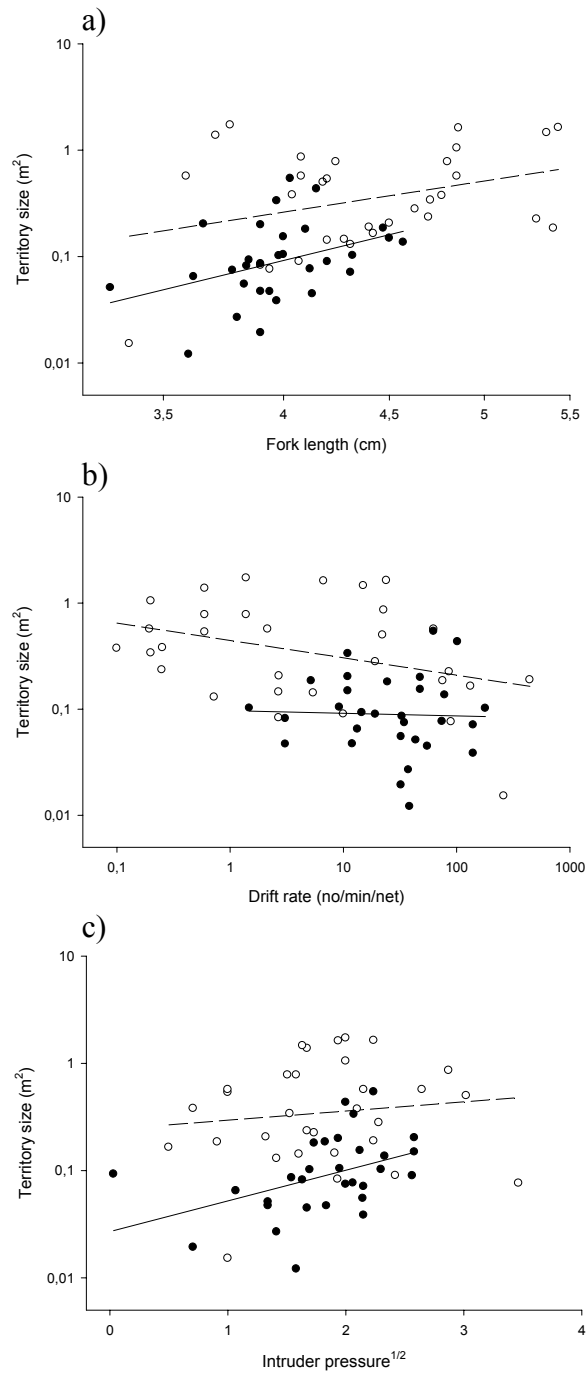 a)
10
1
0,1
0,01
Territory size (m²)
3,5 4 4,5 5 5,5
Fork length (cm)
b)
10
1
0,1
0,01
Territory size (m²)
0,1 1 10 100 1000
Drift rate (no/min/net)
c)
10
1
0,1
0,01
Territory size (m²)
0 1 2 3 4
Intruder pressure¹/²